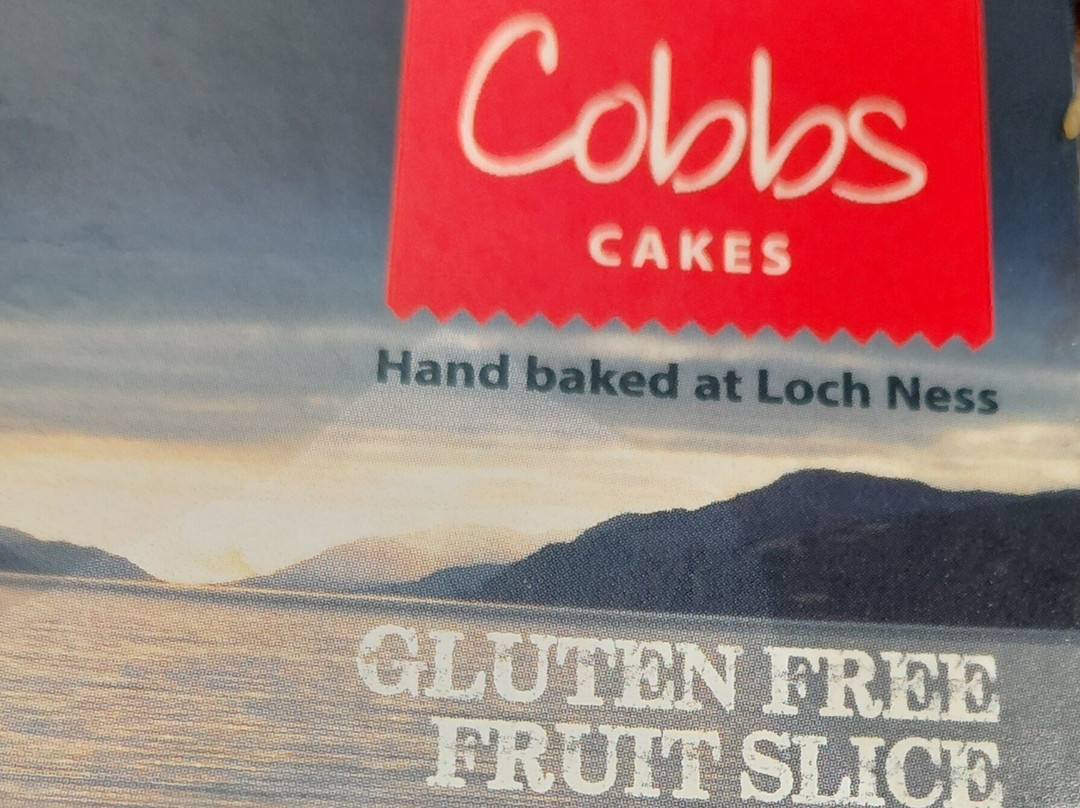 Cobbs
CAKES
Hand baked at Loch Ness
GLUTEN FREE
FRUIT SLICE